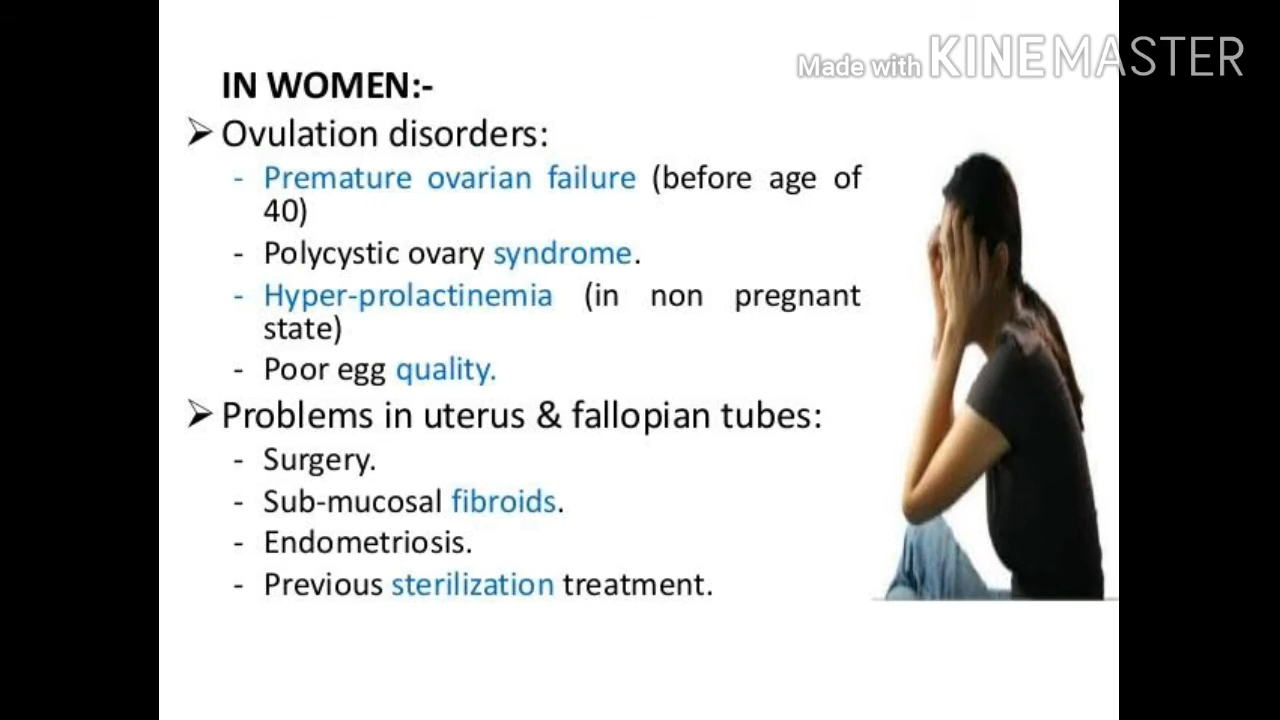 Made with KINEMASTER
IN WOMEN:-
➢ Ovulation disorders:
- Premature ovarian failure (before age of
40)
- Polycystic ovary syndrome.
- Hyper-prolactinemia (in non pregnant
state)
- Poor egg quality.
➢ Problems in uterus & fallopian tubes:
- Surgery.
- Sub-mucosal fibroids.
- Endometriosis.
- Previous sterilization treatment.